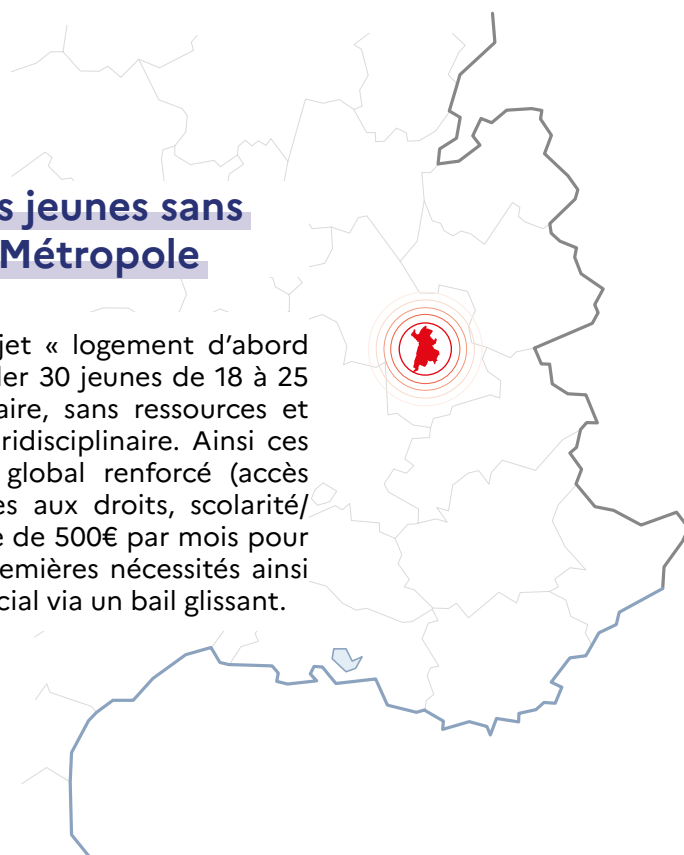 s jeunes sans
Métropole
jet « logement d’abord
ler 30 jeunes de 18 à 25
aire, sans ressources et
ridisciplinaire. Ainsi ces
global renforcé (accès
es aux droits, scolarité/
e de 500€ par mois pour
emières nécessités ainsi
cial via un bail glissant.